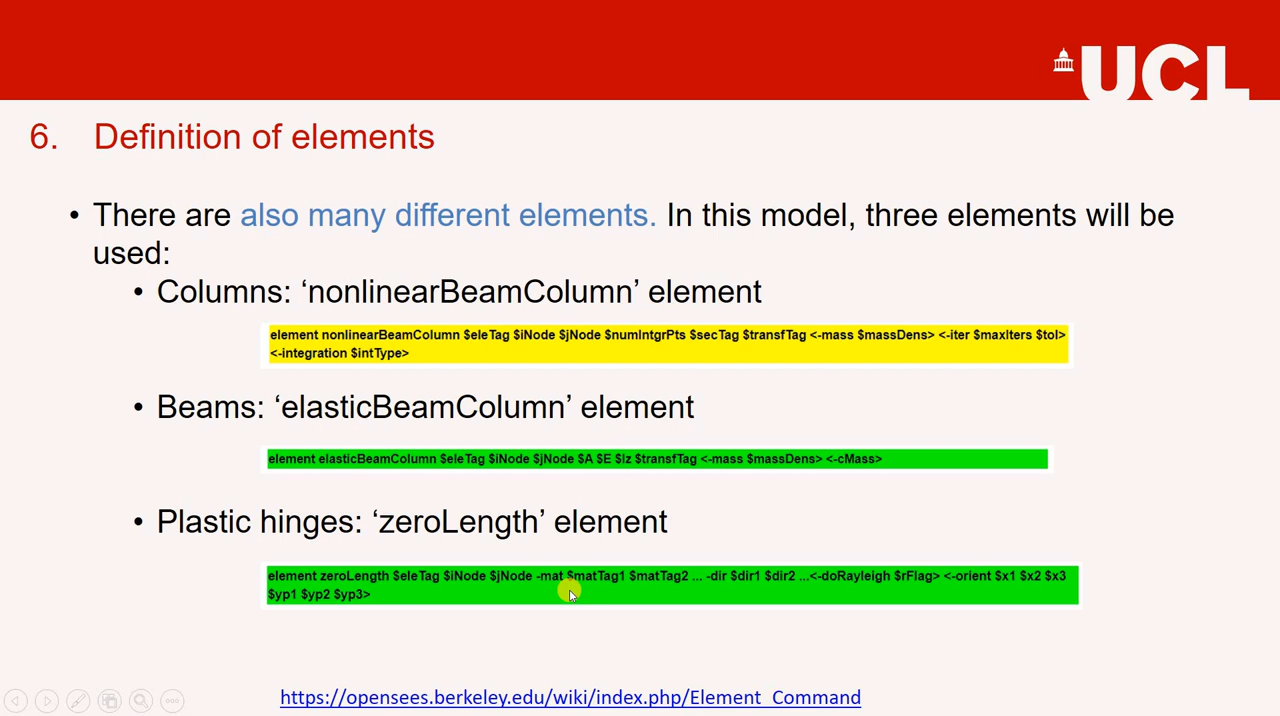 UCL
6. Definition of elements
• There are also many different elements. In this model, three elements will be
used:
• Columns: ‘nonlinearBeamColumn’ element
element nonlinearBeamColumn $eleTag $iNode $jNode $numIntgrPts $secTag $transfTag <-mass $massDens> <-iter $maxIters $tol>
<-integration $intType>
• Beams: ‘elasticBeamColumn’ element
element elasticBeamColumn $eleTag $iNode $jNode $A $E $Iz $transfTag <-mass $massDens> <-cMass>
• Plastic hinges: ‘zeroLength’ element
element zeroLength $eleTag $iNode $jNode -mat $matTag1 $matTag2 ... -dir $dir1 $dir2 ...<-doRayleigh $rFlag> <-orient $x1 $x2 $x3
$yp1 $yp2 $yp3>
https://opensees.berkeley.edu/wiki/index.php/Element_Command